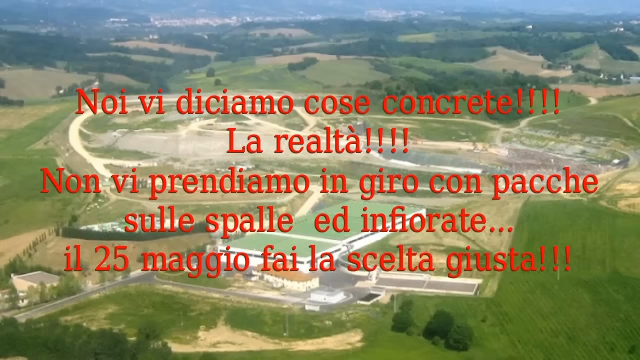 Noi vi diciamo cose concrete!!!!
La realtà!!!!
Non vi prendiamo in giro con pacche
sulle spalle  ed infiorate...
il 25 maggio fai la scelta giusta!!!